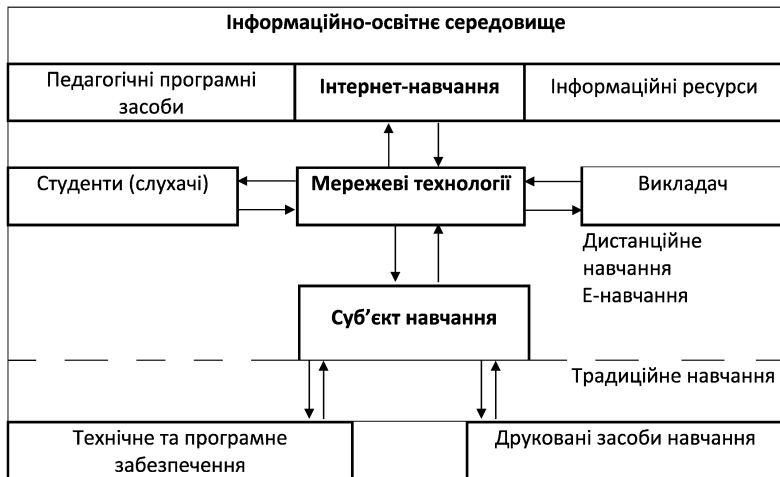 Інформаційно-освітнє середовище
Педагогічні програмні
засоби
Інтернет-навчання
Інформаційні ресурси
Студенти (слухачі)
Мережеві технології
Викладач
Дистанційне
навчання
Е-навчання
Суб’єкт навчання
Традиційне навчання
Технічне та програмне
забезпечення
Друковані засоби навчання